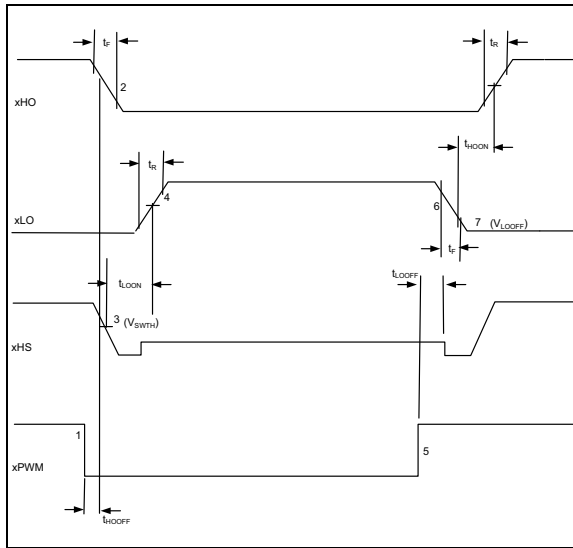 tF
tR
xHO
2
tHOON
tR
4
6
7 (VLOOFF)
xLO
tF
tLOOFF
tLOON
3 (VSWTH)
xHS
1
5
xPWM
tHOOFF